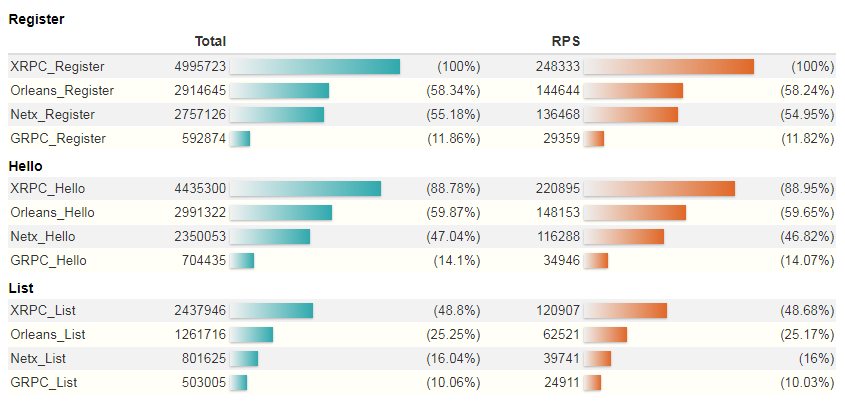 Register
Total RPS
XRPC_Register 4995723 (100%) 248333 (100%)
Orleans_Register 2914645 (58.34%) 144644 (58.24%)
Netx_Register 2757126 (55.18%) 136468 (54.95%)
GRPC_Register 592874 (11.86%) 29359 (11.82%)
Hello
XRPC_Hello 4435300 (88.78%) 220895 (88.95%)
Orleans_Hello 2991322 (59.87%) 148153 (59.65%)
Netx_Hello 2350053 (47.04%) 116288 (46.82%)
GRPC_Hello 704435 (14.1%) 34946 (14.07%)
List
XRPC_List 2437946 (48.8%) 120907 (48.68%)
Orleans_List 1261716 (25.25%) 62521 (25.17%)
Netx_List 801625 (16.04%) 39741 (16%)
GRPC_List 503005 (10.06%) 24911 (10.03%)